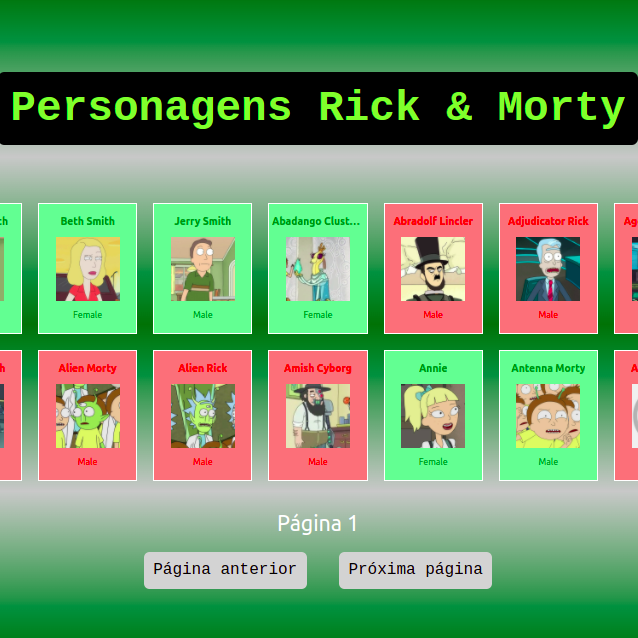 Personagens Rick & Morty
Beth Smith Jerry Smith Abadango Clust... Abradolf Lincler Adjudicator Rick
Female Male Female Male Male
Alien Morty Alien Rick Amish Cyborg Annie Antenna Morty
Male Male Male Female Male
Página 1
Página anterior Próxima página